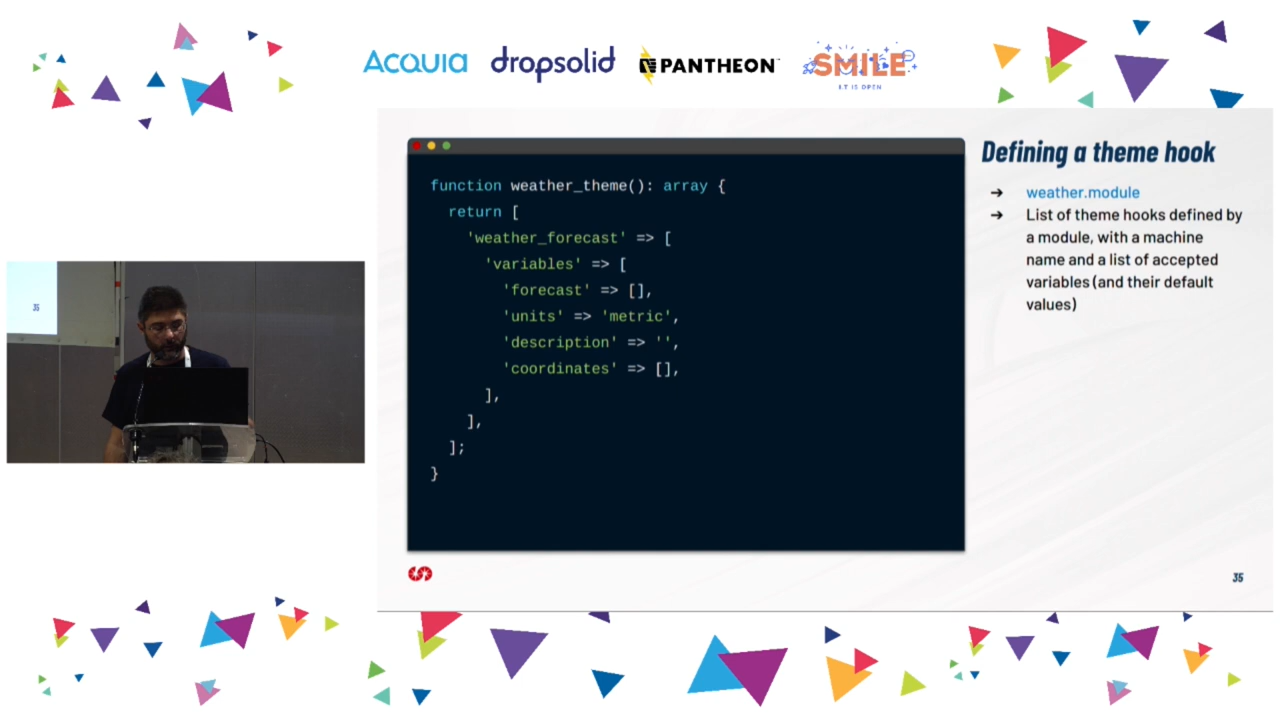 ACQUIA dropsolid PANTHEON SMILE
I.T IS OPEN
Defining a theme hook
function weather_theme(): array {
return [
'weather_forecast' => [
'variables' => [
'forecast' => [],
'units' => 'metric',
'description' => '',
'coordinates' => [],
],
],
];
}
➔ weather.module
➔ List of theme hooks defined by
a module, with a machine
name and a list of accepted
variables (and their default
values)
35
35